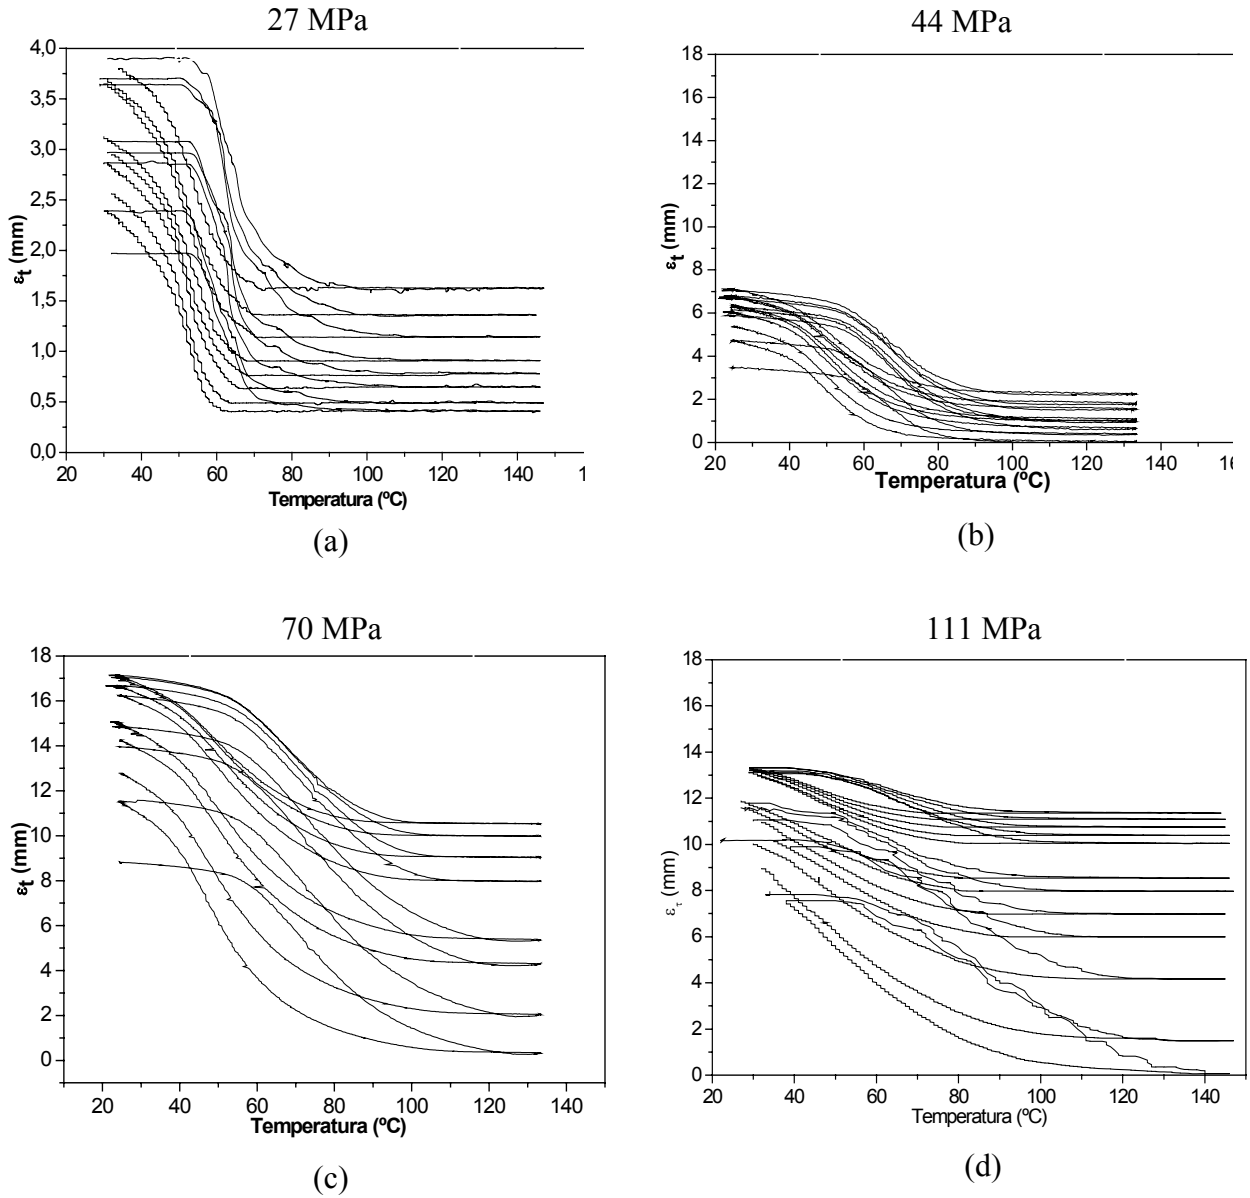 27 MPa
4,0
3,5
3,0
2,5
2,0
1,5
1,0
0,5
0,0
εt (mm)
20 40 60 80 100 120 140 1
Temperatura (ºC)
(a)
44 MPa
18
16
14
12
10
8
6
4
2
0
εt (mm)
20 40 60 80 100 120 140 16
Temperatura (ºC)
(b)
70 MPa
18
16
14
12
10
8
6
4
2
0
εt (mm)
20 40 60 80 100 120 140
Temperatura (ºC)
(c)
111 MPa
18
16
14
12
10
8
6
4
2
0
ετ (mm)
20 40 60 80 100 120 140
Temperatura (ºC)
(d)